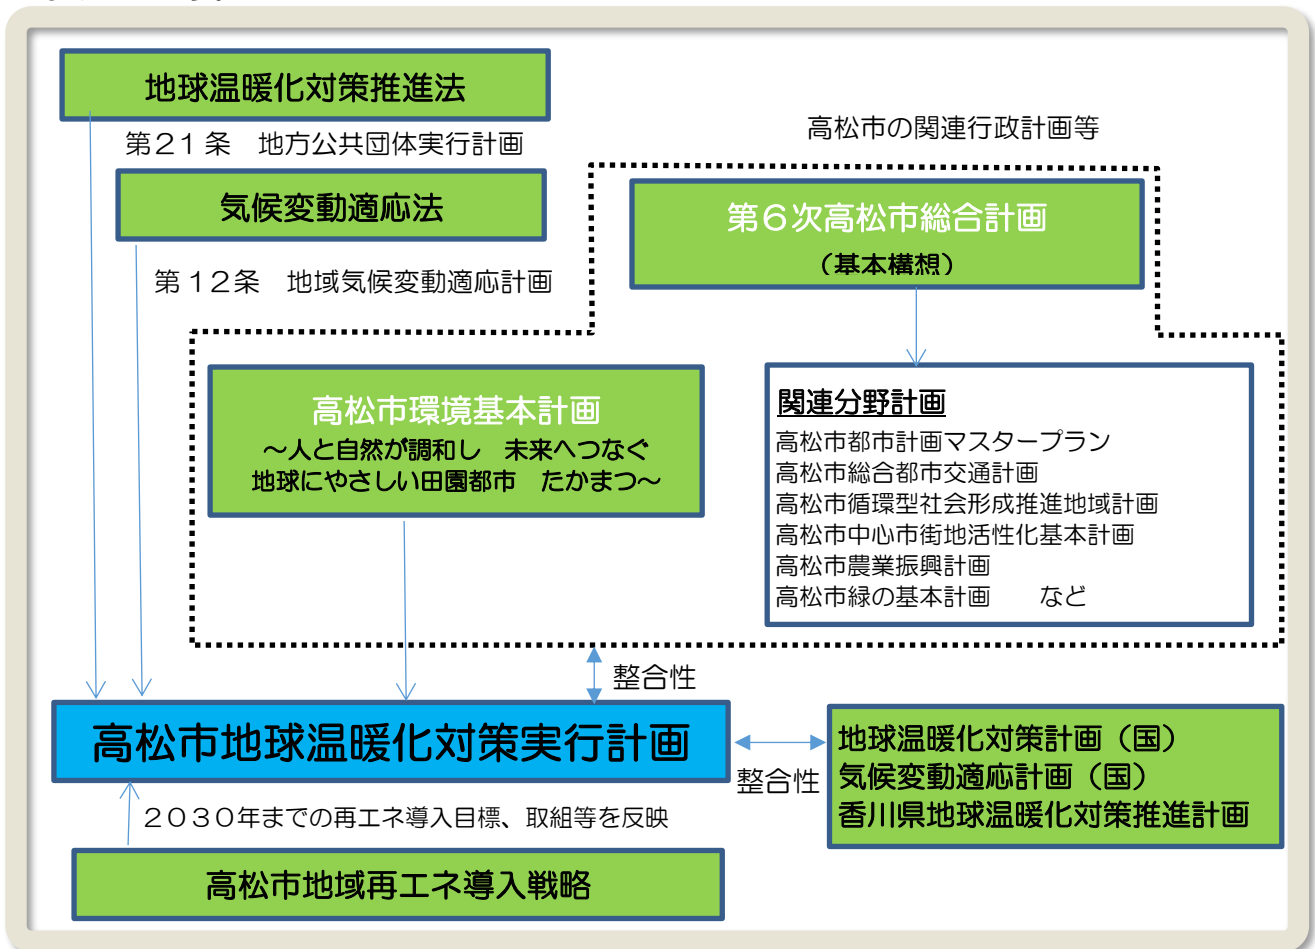 地球温暖化対策推進法
第21条　地方公共団体実行計画
高松市の関連行政計画等
気候変動適応法
第12条　地域気候変動適応計画
第６次高松市総合計画
（基本構想）
高松市環境基本計画
～人と自然が調和し　未来へつなぐ
地球にやさしい田園都市　たかまつ～
関連分野計画
高松市都市計画マスタープラン
高松市総合都市交通計画
高松市循環型社会形成推進地域計画
高松市中心市街地活性化基本計画
高松市農業振興計画
高松市緑の基本計画　　など
整合性
高松市地球温暖化対策実行計画
整合性
地球温暖化対策計画（国）
気候変動適応計画（国）
香川県地球温暖化対策推進計画
２０３０年までの再エネ導入目標、取組等を反映
高松市地域再エネ導入戦略